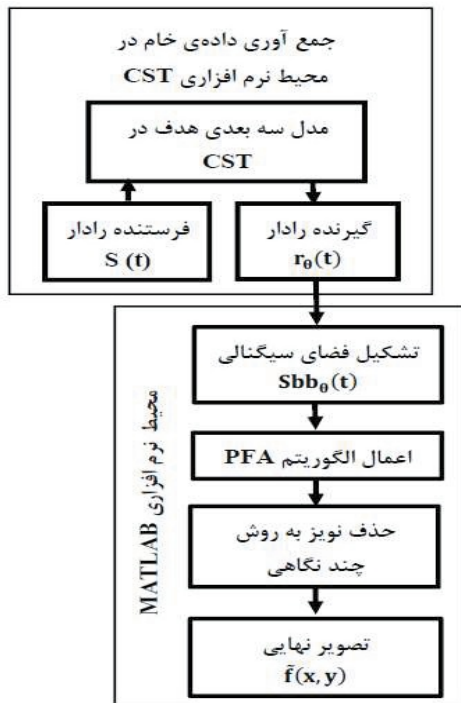 جمع آوری داده‌ی خام در
محیط نرم افزاری CST
مدل سه بعدی هدف در
CST
فرستنده رادار
S (t)
گیرنده رادار
rθ(t)
تشکیل فضای سیگنالی
Sbbθ(t)
اعمال الگوریتم PFA
حذف نویز به روش
چند نگاهی
تصویر نهایی
f̃(x, y)
محیط نرم افزاری MATLAB